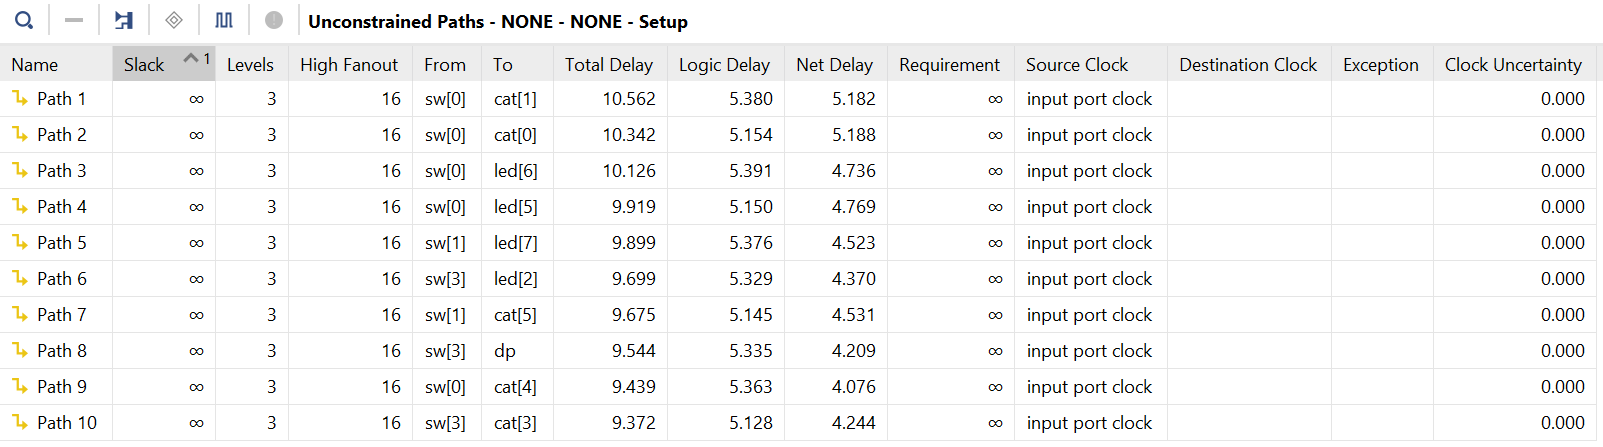 Unconstrained Paths - NONE - NONE - Setup
Name Slack 1 Levels High Fanout From To Total Delay Logic Delay Net Delay Requirement Source Clock Destination Clock Exception Clock Uncertainty
Path 1 ∞ 3 16 sw[0] cat[1] 10.562 5.380 5.182 ∞ input port clock 0.000
Path 2 ∞ 3 16 sw[0] cat[0] 10.342 5.154 5.188 ∞ input port clock 0.000
Path 3 ∞ 3 16 sw[0] led[6] 10.126 5.391 4.736 ∞ input port clock 0.000
Path 4 ∞ 3 16 sw[0] led[5] 9.919 5.150 4.769 ∞ input port clock 0.000
Path 5 ∞ 3 16 sw[1] led[7] 9.899 5.376 4.523 ∞ input port clock 0.000
Path 6 ∞ 3 16 sw[3] led[2] 9.699 5.329 4.370 ∞ input port clock 0.000
Path 7 ∞ 3 16 sw[1] cat[5] 9.675 5.145 4.531 ∞ input port clock 0.000
Path 8 ∞ 3 16 sw[3] dp 9.544 5.335 4.209 ∞ input port clock 0.000
Path 9 ∞ 3 16 sw[0] cat[4] 9.439 5.363 4.076 ∞ input port clock 0.000
Path 10 ∞ 3 16 sw[3] cat[3] 9.372 5.128 4.244 ∞ input port clock 0.000